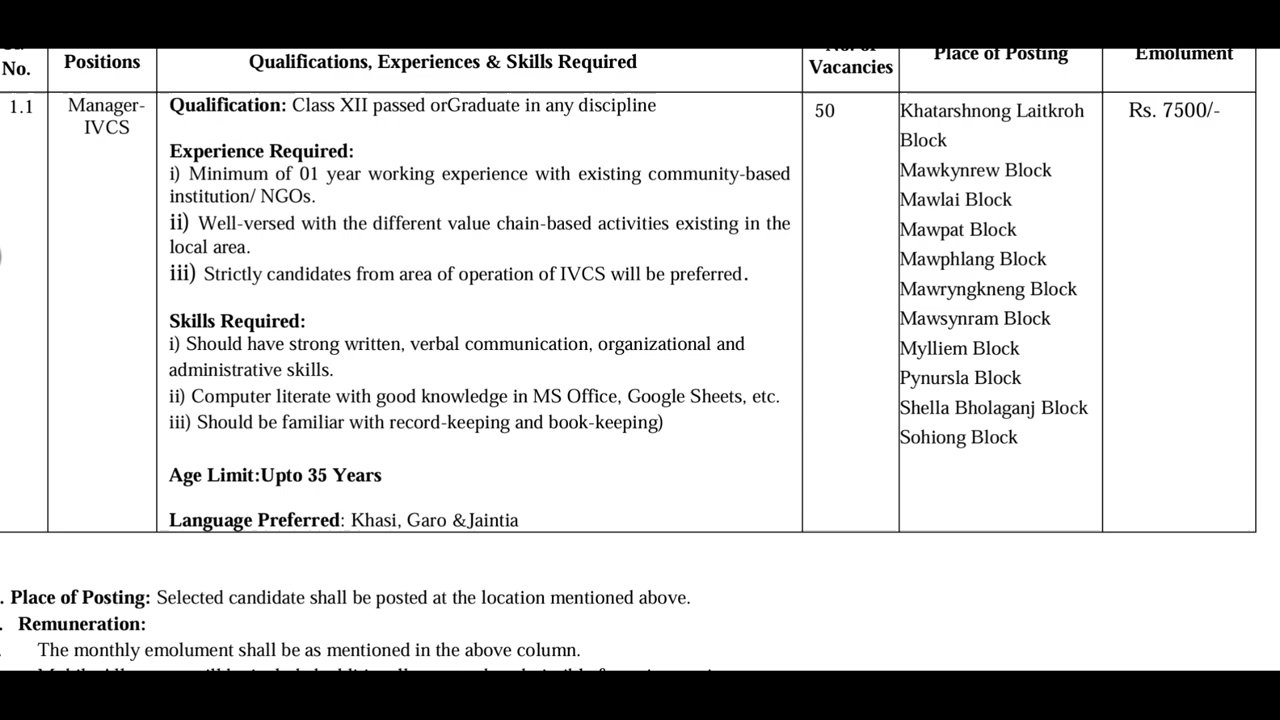 No.
Positions
Qualifications, Experiences & Skills Required
No. of
Vacancies
Place of Posting
Emolument
1.1
Manager-
IVCS
Qualification: Class XII passed orGraduate in any discipline
Experience Required:
i) Minimum of 01 year working experience with existing community-based
institution/ NGOs.
ii) Well-versed with the different value chain-based activities existing in the
local area.
iii) Strictly candidates from area of operation of IVCS will be preferred.
Skills Required:
i) Should have strong written, verbal communication, organizational and
administrative skills.
ii) Computer literate with good knowledge in MS Office, Google Sheets, etc.
iii) Should be familiar with record-keeping and book-keeping)
Age Limit:Upto 35 Years
Language Preferred: Khasi, Garo &Jaintia
50
Khatarshnong Laitkroh
Block
Mawkynrew Block
Mawlai Block
Mawpat Block
Mawphlang Block
Mawryngkneng Block
Mawsynram Block
Mylliem Block
Pynursla Block
Shella Bholaganj Block
Sohiong Block
Rs. 7500/-
. Place of Posting: Selected candidate shall be posted at the location mentioned above.
. Remuneration:
. The monthly emolument shall be as mentioned in the above column.